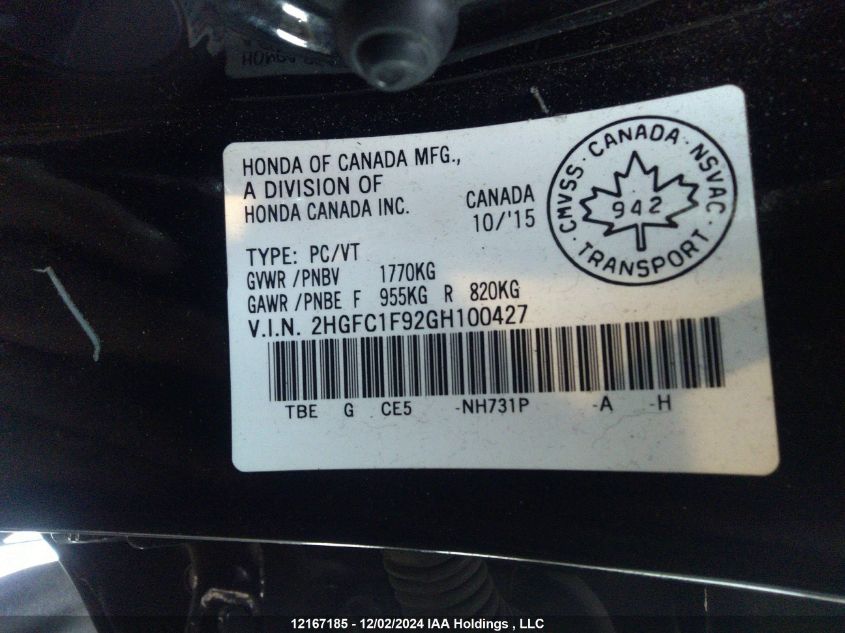 HONDA OF CANADA MFG.,
A DIVISION OF
HONDA CANADA INC.
CANADA
10/'15
CMVSS · CANADA · NSVAC
942
· TRANSPORT ·
TYPE: PC/VT
GVWR /PNBV 1770KG
GAWR /PNBE F 955KG R 820KG
V.I.N. 2HGFC1F92GH100427
TBE G CE5 -NH731P -A -H
12167185 - 12/02/2024 IAA Holdings , LLC